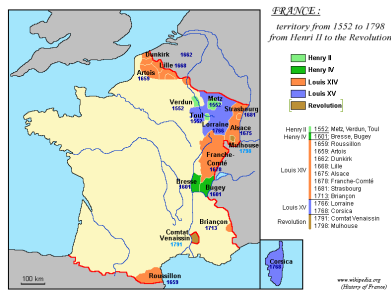 FRANCE :
territory from 1552 to 1798
from Henri II to the Revolution
Henry II
Henry IV
Louis XIV
Louis XV
Revolution
Dunkirk
1662
Lille 1668
Artois
1659
Verdun
1552
Metz
1552
Toul
1552
Lorraine
1766
Strasbourg
1681
Alsace
1675
Mulhouse
1798
Franche-
Comté
1678
Bresse
1601
Bugey
1601
Briançon
1713
Comtat
Venaissin
1791
Roussillon
1659
Corsica
1768
100 km
Henry II
1552: Metz, Verdun, Toul
Henry IV
1601: Bresse, Bugey
Louis XIV
1659: Roussillon
1659: Artois
1662: Dunkirk
1668: Lille
1675: Alsace
1678: Franche-Comté
1681: Strasbourg
1713: Briançon
Louis XV
1766: Lorraine
1768: Corsica
Revolution
1791: Comtat Venaissin
1798: Mulhouse
www.wikipedia.org
(History of France)